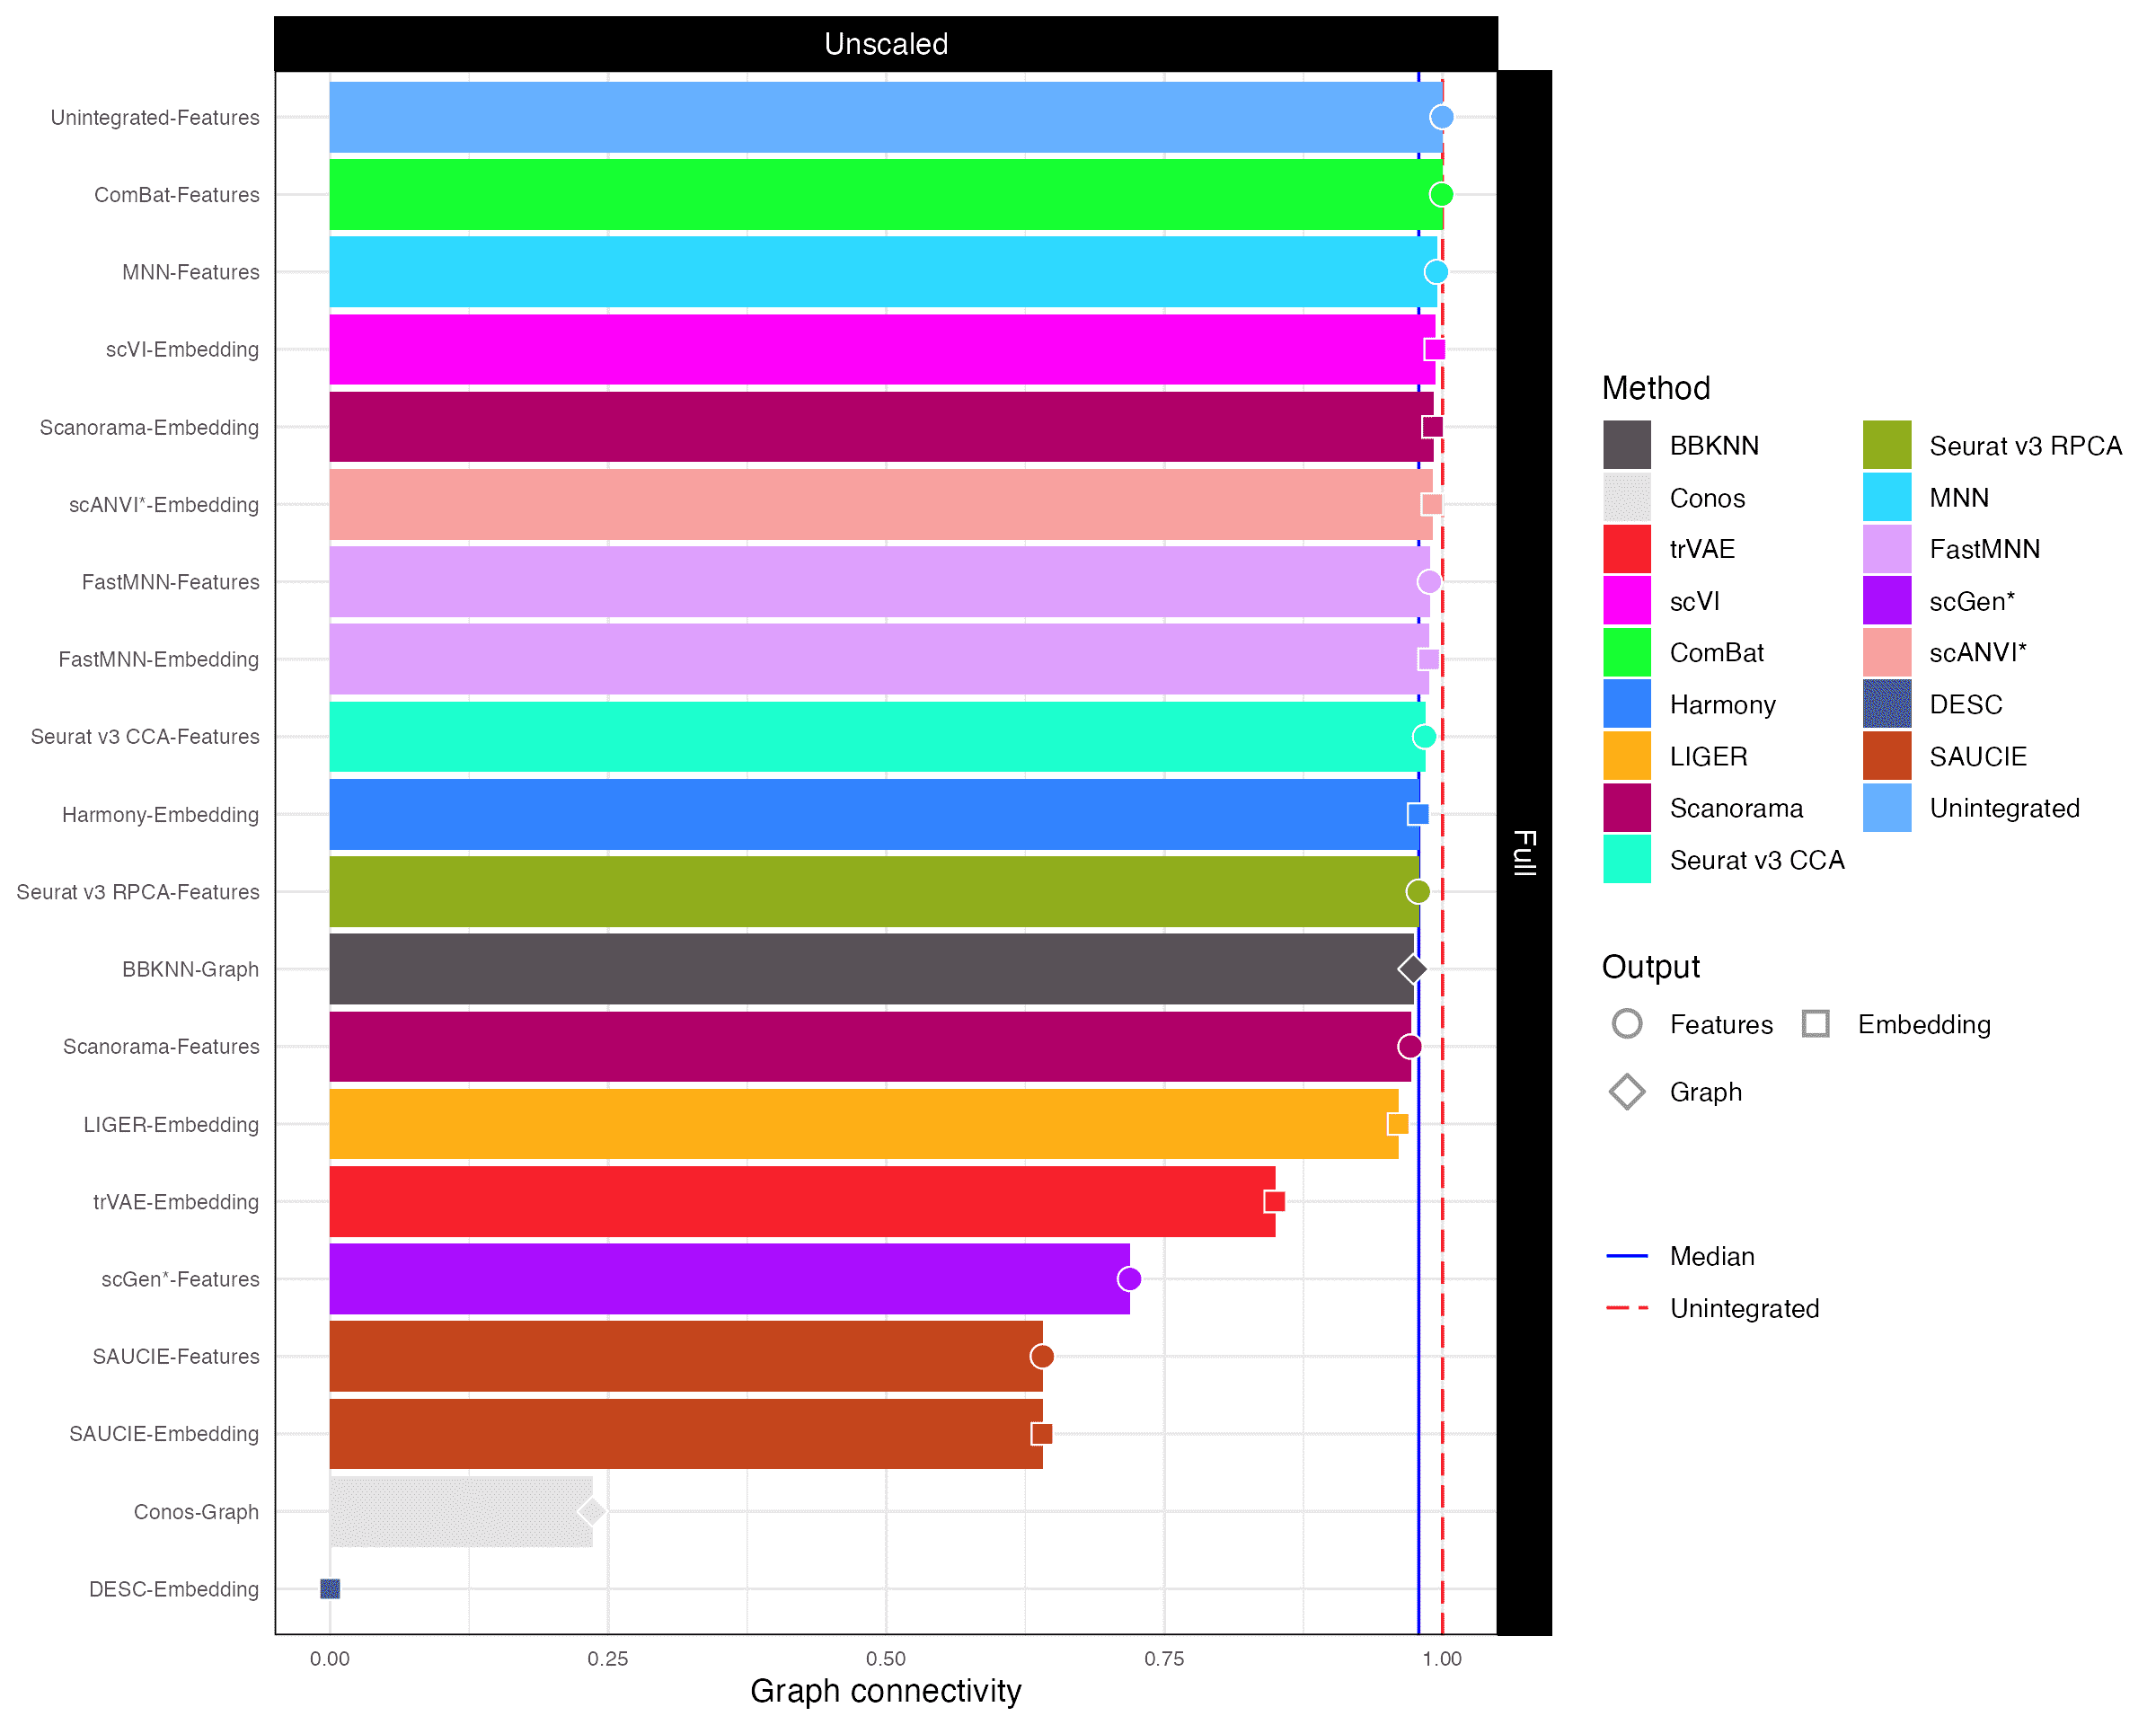 Unscaled
Unintegrated-Features
ComBat-Features
MNN-Features
scVI-Embedding
Scanorama-Embedding
scANVI*-Embedding
FastMNN-Features
FastMNN-Embedding
Seurat v3 CCA-Features
Harmony-Embedding
Seurat v3 RPCA-Features
BBKNN-Graph
Scanorama-Features
LIGER-Embedding
trVAE-Embedding
scGen*-Features
SAUCIE-Features
SAUCIE-Embedding
Conos-Graph
DESC-Embedding
0.00 0.25 0.50 0.75 1.00
Graph connectivity
Full
Method
BBKNN
Conos
trVAE
scVI
ComBat
Harmony
LIGER
Scanorama
Seurat v3 CCA
Seurat v3 RPCA
MNN
FastMNN
scGen*
scANVI*
DESC
SAUCIE
Unintegrated
Output
Features Embedding
Graph
Median
Unintegrated